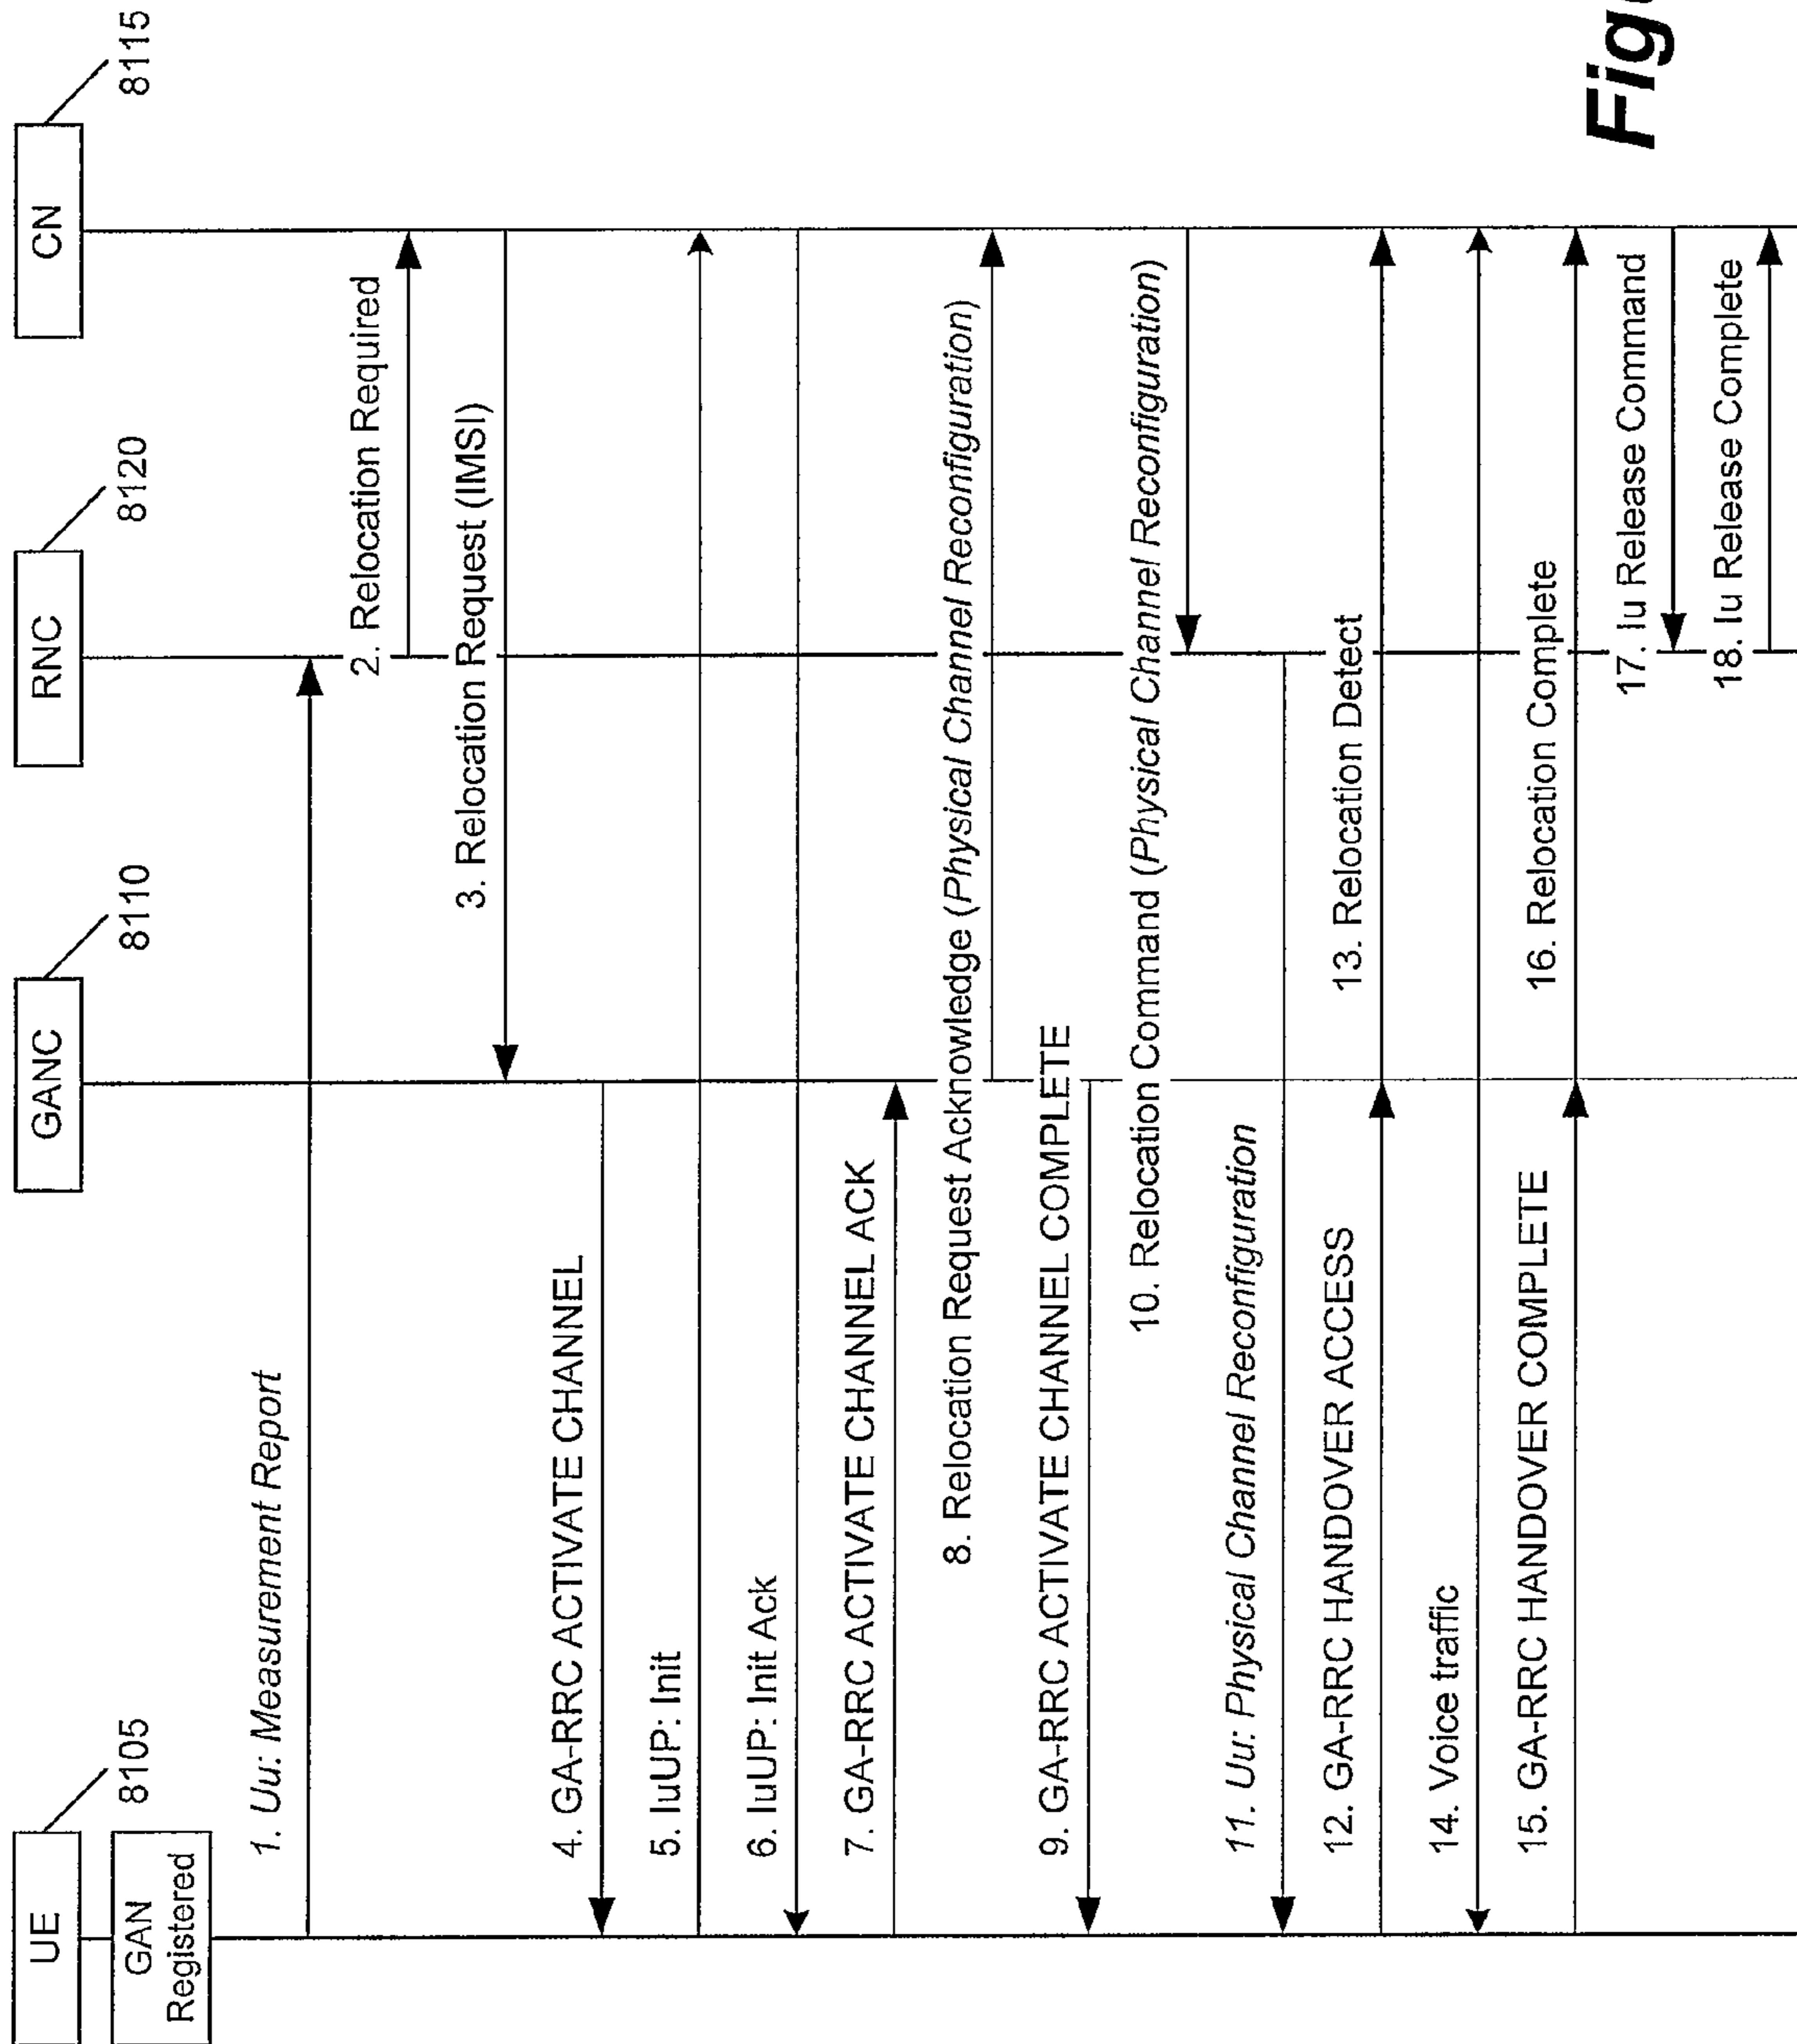 UE
GANC
RNC
CN
8105
8110
8120
8115
GAN
Registered
1. Uu: Measurement Report
2. Relocation Required
3. Relocation Request (IMSI)
4. GA-RRC ACTIVATE CHANNEL
5. IuUP: Init
6. IuUP: Init Ack
7. GA-RRC ACTIVATE CHANNEL ACK
8. Relocation Request Acknowledge (Physical Channel Reconfiguration)
9. GA-RRC ACTIVATE CHANNEL COMPLETE
10. Relocation Command (Physical Channel Reconfiguration)
11. Uu: Physical Channel Reconfiguration
12. GA-RRC HANDOVER ACCESS
13. Relocation Detect
14. Voice traffic
15. GA-RRC HANDOVER COMPLETE
16. Relocation Complete
17. Iu Release Command
18. Iu Release Complete